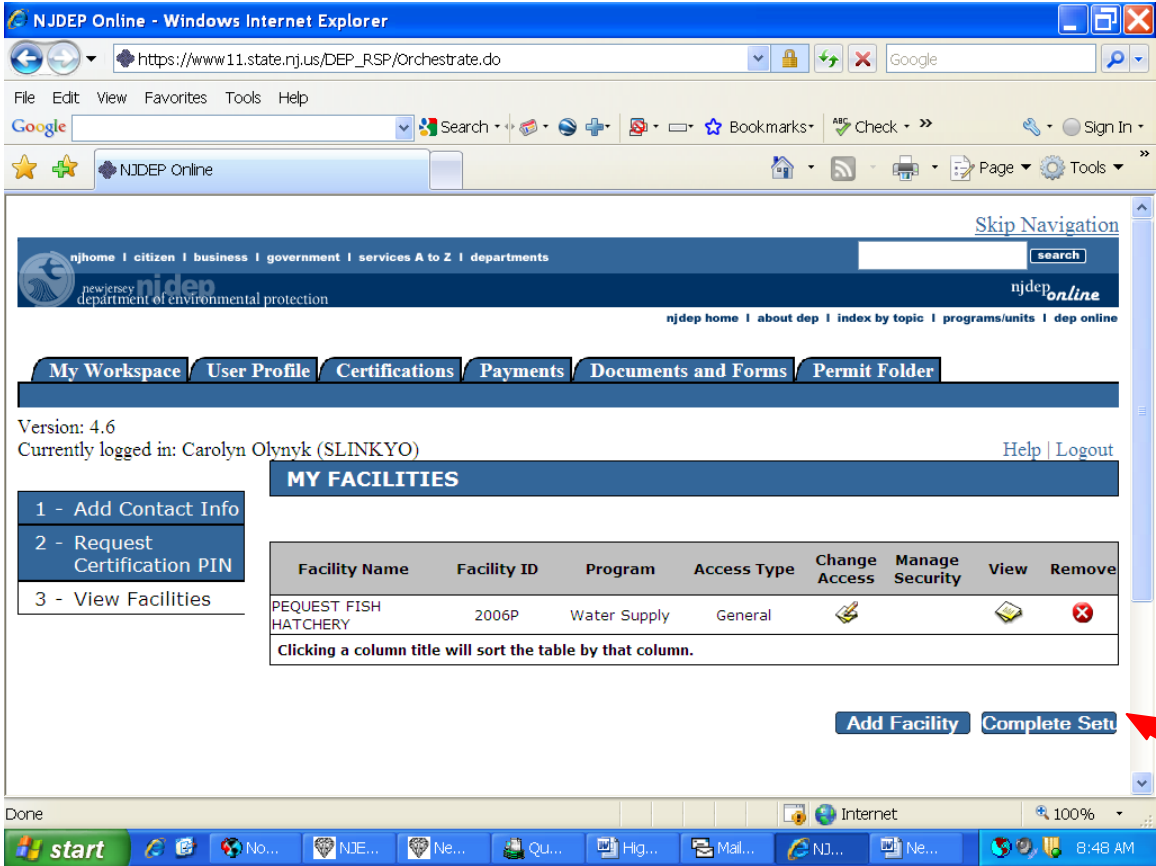 NJDEP Online - Windows Internet Explorer
https://www11.state.nj.us/DEP_RSP/Orchestrate.do
Google
File Edit View Favorites Tools Help
Google Search Bookmarks Check Sign In
NJDEP Online Page Tools
Skip Navigation
njhome | citizen | business | government | services A to Z | departments search
newjersey njdep
department of environmental protection
njdeponline
njdep home | about dep | index by topic | programs/units | dep online
My Workspace User Profile Certifications Payments Documents and Forms Permit Folder
Version: 4.6
Currently logged in: Carolyn Olynyk (SLINKYO) Help | Logout
MY FACILITIES
1 - Add Contact Info
2 - Request
Certification PIN
3 - View Facilities
Facility Name Facility ID Program Access Type Change Access Manage Security View Remove
PEQUEST FISH HATCHERY 2006P Water Supply General
Clicking a column title will sort the table by that column.
Add Facility Complete Setu
Done Internet 100%
start No... NJE... Ne... Qu... Hig... Mail... NJ... Ne... 8:48 AM